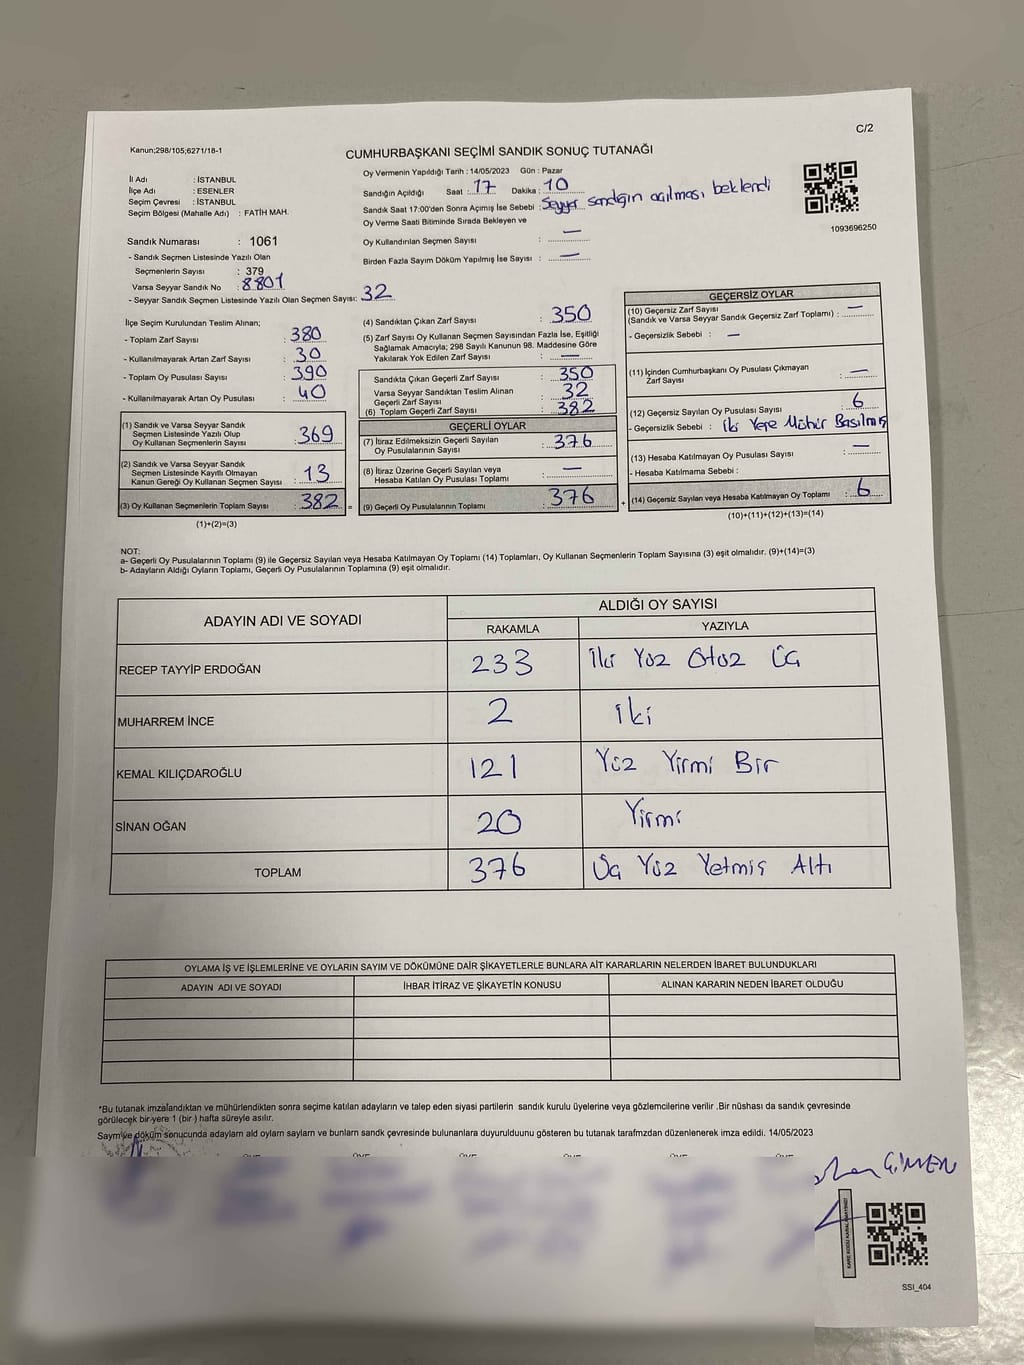 C/2
Kanun;298/105;6271/18-1
CUMHURBAŞKANI SEÇİMİ SANDIK SONUÇ TUTANAĞI
İl Adı : İSTANBUL
İlçe Adı : ESENLER
Seçim Çevresi : İSTANBUL
Seçim Bölgesi (Mahalle Adı) : FATİH MAH.
Oy Vermenin Yapıldığı Tarih : 14/05/2023 Gün : Pazar
Sandığın Açıldığı Saat : 17 Dakika : 10
Sandık Saat 17:00'den Sonra Açımış İse Sebebi : Seyyar sandığın açılması beklendi
Oy Verme Saati Bitiminde Sırada Bekleyen ve
Oy Kullandırılan Seçmen Sayısı : —
Birden Fazla Sayım Döküm Yapılmış İse Sayısı : —
1093696250
Sandık Numarası : 1061
- Sandık Seçmen Listesinde Yazılı Olan
Seçmenlerin Sayısı : 379
Varsa Seyyar Sandık No : 8801
- Seyyar Sandık Seçmen Listesinde Yazılı Olan Seçmen Sayısı: 32
İlçe Seçim Kurulundan Teslim Alınan;
- Toplam Zarf Sayısı : 380
- Kullanılmayarak Artan Zarf Sayısı : 30
- Toplam Oy Pusulası Sayısı : 390
- Kullanılmayarak Artan Oy Pusulası : 40
(1) Sandık ve Varsa Seyyar Sandık
Seçmen Listesinde Yazılı Olup
Oy Kullanan Seçmenlerin Sayısı : 369
(2) Sandık ve Varsa Seyyar Sandık
Seçmen Listesinde Kayıtlı Olmayan
Kanun Gereği Oy Kullanan Seçmen Sayısı : 13
(3) Oy Kullanan Seçmenlerin Toplam Sayısı : 382 =
(1)+(2)=(3)
(4) Sandıktan Çıkan Zarf Sayısı : 350
(5) Zarf Sayısı Oy Kullanan Seçmen Sayısından Fazla İse, Eşitliği
Sağlamak Amacıyla; 298 Sayılı Kanunun 98. Maddesine Göre
Yakılarak Yok Edilen Zarf Sayısı : —
Sandıkta Çıkan Geçerli Zarf Sayısı : 350
Varsa Seyyar Sandıktan Teslim Alınan
Geçerli Zarf Sayısı : 32
(6) Toplam Geçerli Zarf Sayısı : 382
GEÇERLİ OYLAR
(7) İtiraz Edilmeksizin Geçerli Sayılan
Oy Pusulalarının Toplamı : 376
(8) İtiraz Üzerine Geçerli Sayılan veya
Hesaba Katılan Oy Pusulaları Toplamı : —
(9) Geçerli Oy Pusulalarının Toplamı : 376 +
GEÇERSİZ OYLAR
(10) Geçersiz Zarf Sayısı
(Sandık ve Varsa Seyyar Sandık Geçersiz Zarf Toplamı) : —
- Geçersizlik Sebebi : —
(11) İçinden Cumhurbaşkanı Oy Pusulası Çıkmayan
Zarf Sayısı : —
(12) Geçersiz Sayılan Oy Pusulası Sayısı : 6
- Geçersizlik Sebebi : İki Yere Mühür Basılmış
(13) Hesaba Katılmayan Oy Pusulası Sayısı : —
- Hesaba Katılmama Sebebi :
(14) Geçersiz Sayılan veya Hesaba Katılmayan Oy Toplamı : 6
(10)+(11)+(12)+(13)=(14)
NOT:
a- Geçerli Oy Pusulalarının Toplamı (9) ile Geçersiz Sayılan veya Hesaba Katılmayan Oy Toplamı (14) Toplamları, Oy Kullanan Seçmenlerin Toplam Sayısına (3) eşit olmalıdır. (9)+(14)=(3)
b- Adayların Aldığı Oyların Toplamı, Geçerli Oy Pusulalarının Toplamına (9) eşit olmalıdır.
ADAYIN ADI VE SOYADI ALDIĞI OY SAYISI
RAKAMLA YAZIYLA
RECEP TAYYİP ERDOĞAN 233 İki Yüz Otuz Üç
MUHARREM İNCE 2 iki
KEMAL KILIÇDAROĞLU 121 Yüz Yirmi Bir
SİNAN OĞAN 20 Yirmi
TOPLAM 376 Üç Yüz Yetmiş Altı
OYLAMA İŞ VE İŞLEMLERİNE VE OYLARIN SAYIM VE DÖKÜMÜNE DAİR ŞİKAYETLERLE BUNLARA AİT KARARLARIN NELERDEN İBARET BULUNDUKLARI
ADAYIN ADI VE SOYADI İHBAR İTİRAZ VE ŞİKAYETİN KONUSU ALINAN KARARIN NEDEN İBARET OLDUĞU
*Bu tutanak imzalandıktan ve mühürlendikten sonra seçime katılan adayların ve talep eden siyasi partilerin sandık kurulu üyelerine veya gözlemcilerine verilir .Bir nüshası da sandık çevresinde
görülecek bir yere 1 (bir ) hafta süreyle asılır.
Saym ve döküm sonucunda adaylarn ald oylarn saylarn ve bunlarn sandk çevresinde bulunanlara duyurulduunu gösteren bu tutanak tarafmzdan düzenlenerek imza edildi. 14/05/2023
ÇİMEN
SSI_404